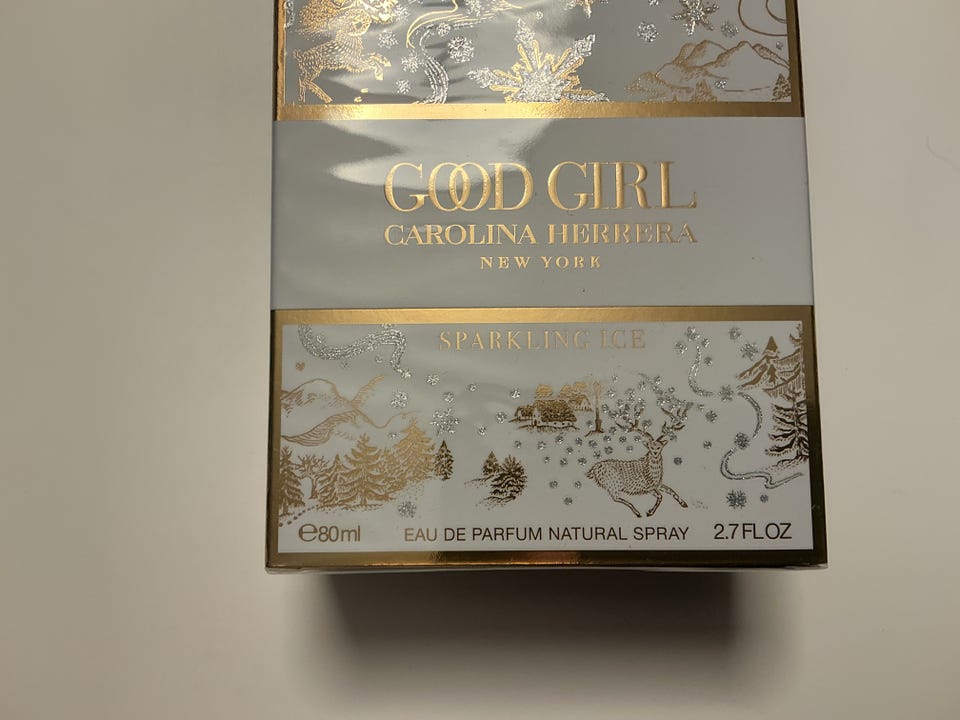 GOOD GIRL
CAROLINA HERRERA
NEW YORK
SPARKLING ICE
℮80ml EAU DE PARFUM NATURAL SPRAY 2.7 FL OZ